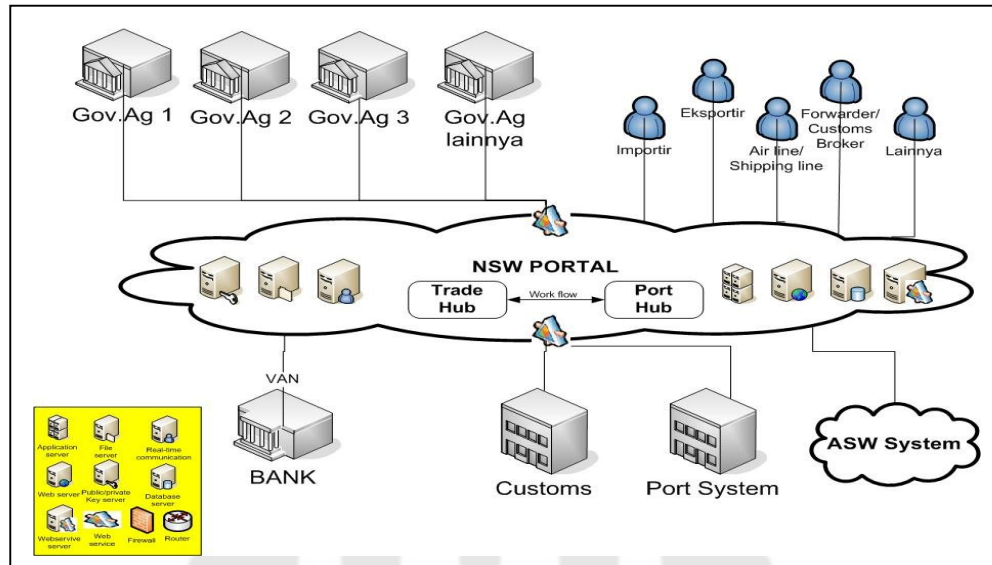 Gov.Ag 1
Gov.Ag 2
Gov.Ag 3
Gov.Ag
lainnya
Importir
Eksportir
Air line/
Shipping line
Forwarder/
Customs
Broker
Lainnya
NSW PORTAL
Trade
Hub
Work flow
Port
Hub
VAN
BANK
Customs
Port System
ASW System
Application
server
File
server
Real-time
communication
Web server
Public/private
Key server
Database
server
Webservive
server
Web
service
Firewall
Router